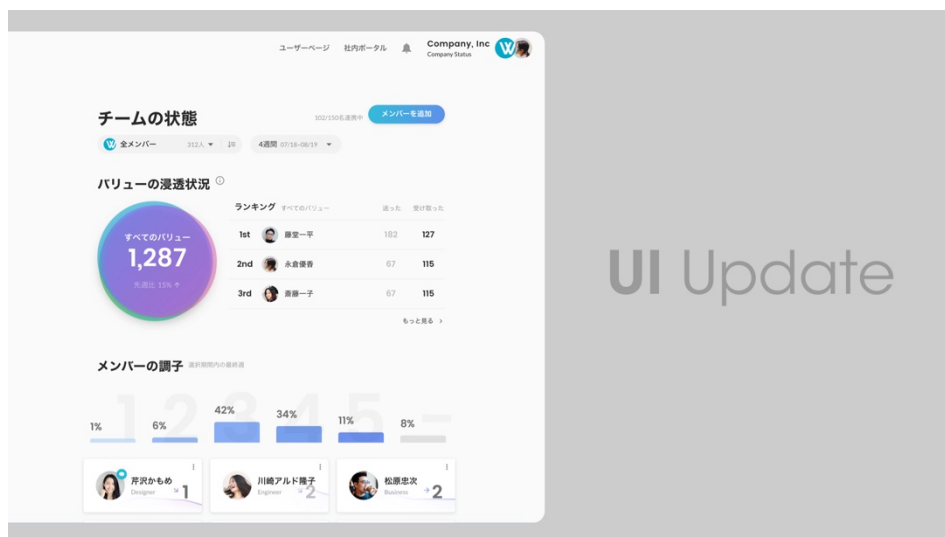 ユーザーページ 社内ポータル Company, Inc
Company Status
チームの状態
102/150名連携中 メンバーを追加
全メンバー 312人 4週間 07/18-08/19
バリューの浸透状況
すべてのバリュー
1,287
先週比 15% ↑
ランキング すべてのバリュー 送った 受け取った
1st 藤堂一平 182 127
2nd 永倉優香 67 115
3rd 斎藤一子 67 115
もっと見る >
UI Update
メンバーの調子 選択期間内の最終週
1 2 3 4 5 –
1% 6% 42% 34% 11% 8%
芹沢かもめ
Designer 1
川崎アルド隆子
Engineer 2
松原忠次
Business 2